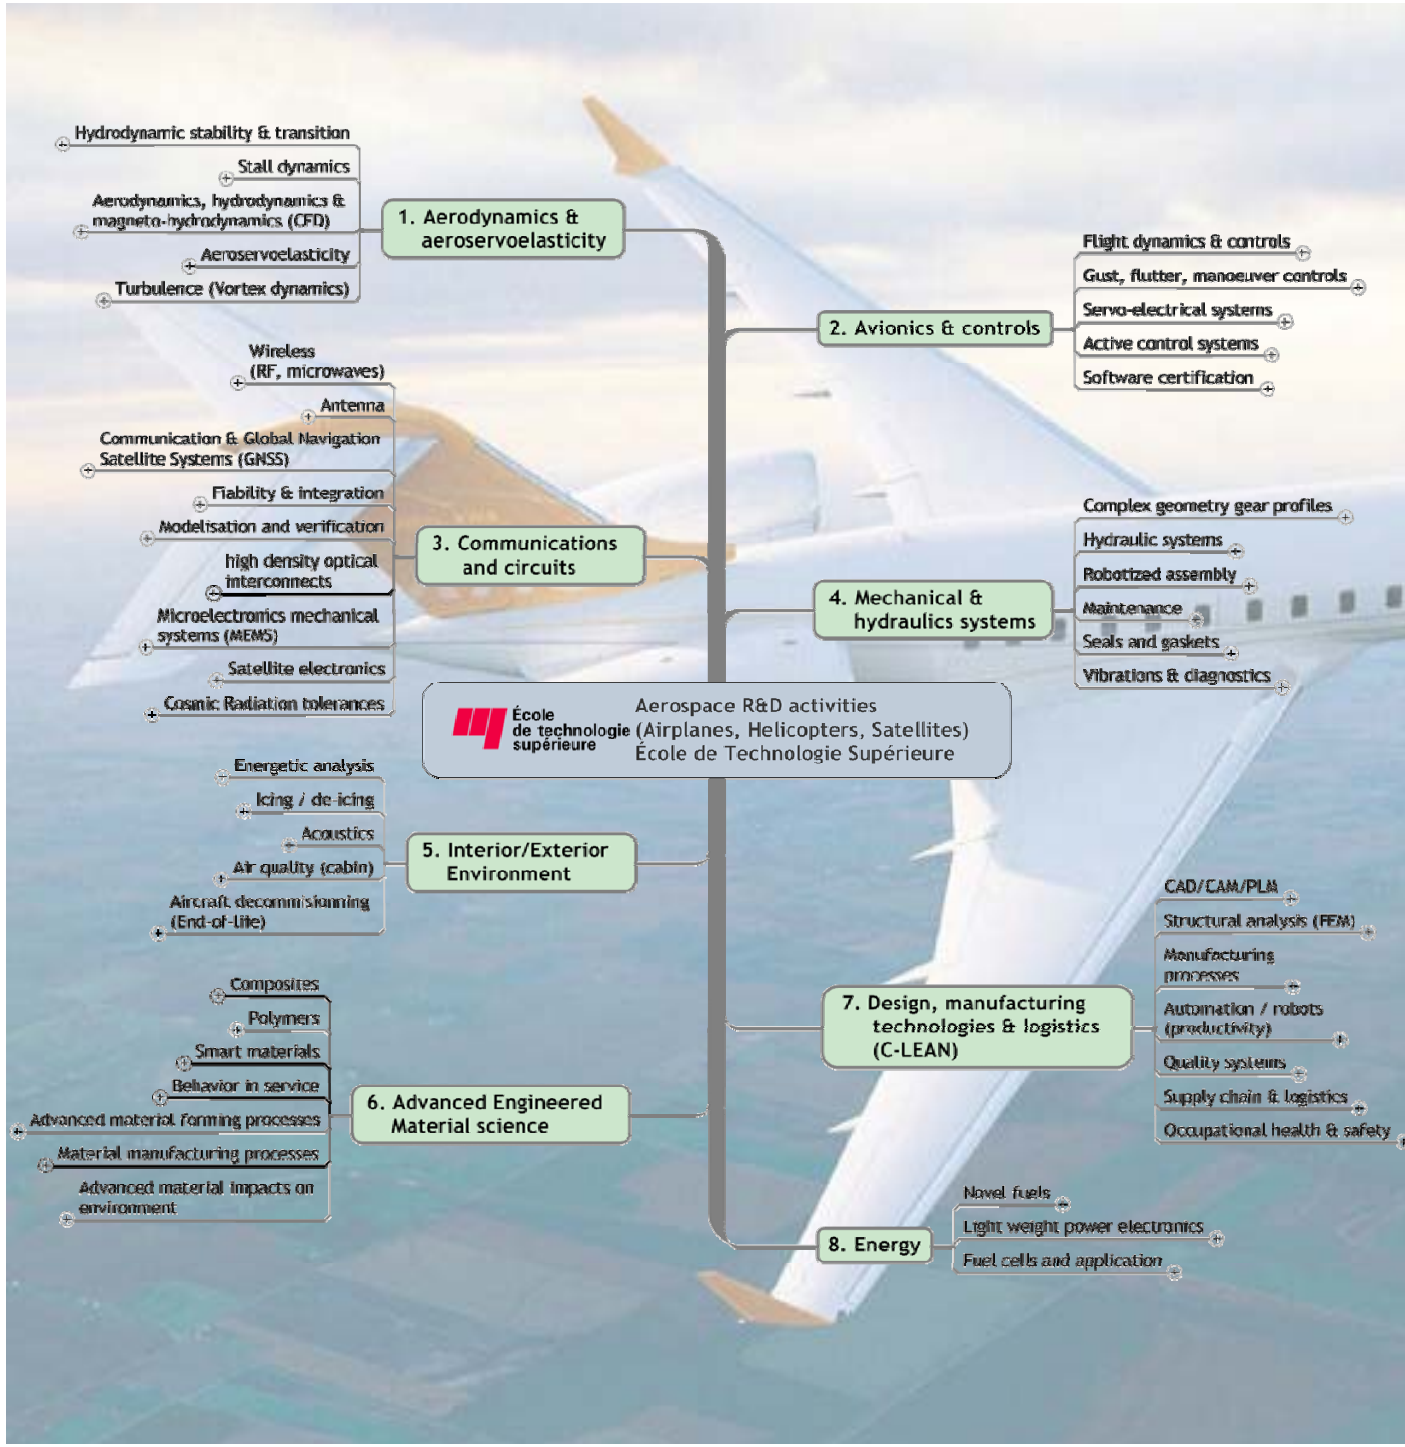 Hydrodynamic stability & transition
Stall dynamics
Aerodynamics, hydrodynamics &
magneto-hydrodynamics (CFD)
Aeroservoelasticity
Turbulence (Vortex dynamics)
1. Aerodynamics &
aeroservoelasticity
2. Avionics & controls
Flight dynamics & controls
Gust, flutter, manoeuver controls
Servo-electrical systems
Active control systems
Software certification
Wireless
(RF, microwaves)
Antenna
Communication & Global Navigation
Satellite Systems (GNSS)
Fiability & integration
Modelisation and verification
high density optical
interconnects
Microelectronics mechanical
systems (MEMS)
Satellite electronics
Cosmic Radiation tolerances
3. Communications
and circuits
4. Mechanical &
hydraulics systems
Complex geometry gear profiles
Hydraulic systems
Robotized assembly
Maintenance
Seals and gaskets
Vibrations & diagnostics
École
de technologie
supérieure
Aerospace R&D activities
(Airplanes, Helicopters, Satellites)
École de Technologie Supérieure
Energetic analysis
Icing / de-icing
Acoustics
Air quality (cabin)
Aircraft decommisionning
(End-of-life)
5. Interior/Exterior
Environment
Composites
Polymers
Smart materials
Behavior in service
Advanced material forming processes
Material manufacturing processes
Advanced material impacts on
environment
6. Advanced Engineered
Material science
7. Design, manufacturing
technologies & logistics
(C-LEAN)
CAD/CAM/PLM
Structural analysis (FEM)
Manufacturing
processes
Automation / robots
(productivity)
Quality systems
Supply chain & logistics
Occupational health & safety
8. Energy
Novel fuels
Light weight power electronics
Fuel cells and application